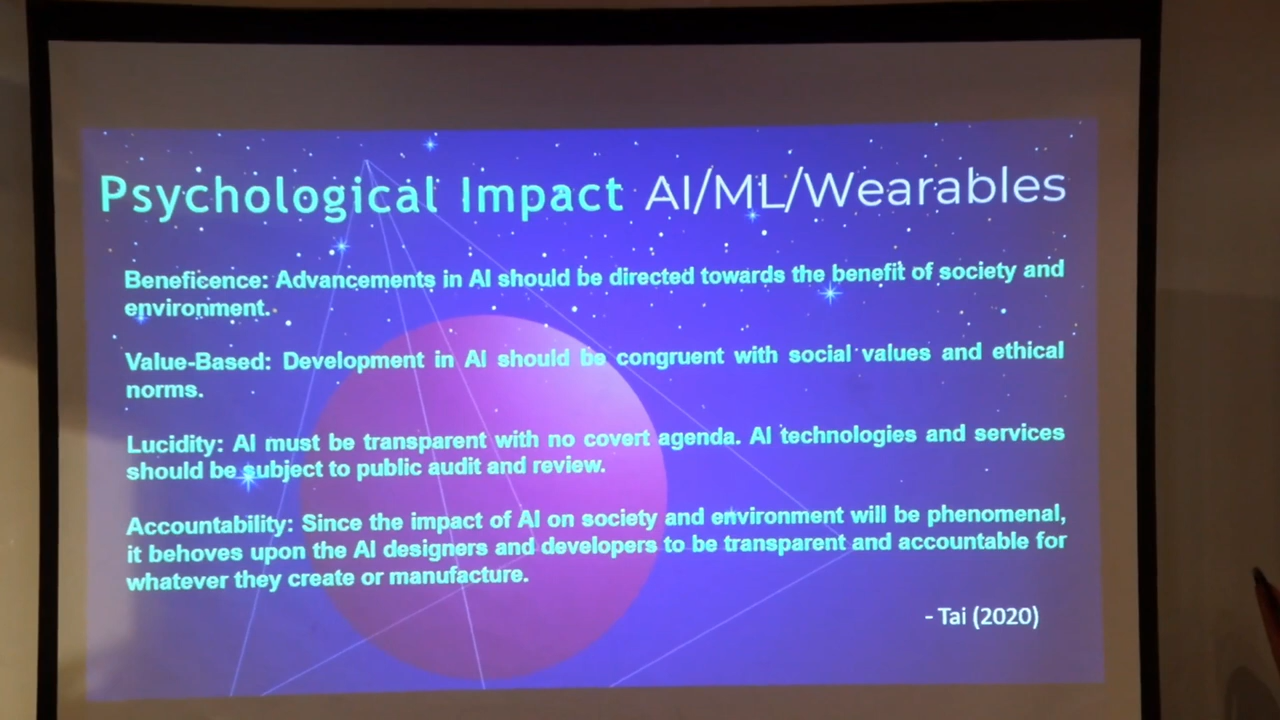 Psychological Impact AI/ML/Wearables
Beneficence: Advancements in AI should be directed towards the benefit of society and
environment.
Value-Based: Development in AI should be congruent with social values and ethical
norms.
Lucidity: AI must be transparent with no covert agenda. AI technologies and services
should be subject to public audit and review.
Accountability: Since the impact of AI on society and environment will be phenomenal,
it behoves upon the AI designers and developers to be transparent and accountable for
whatever they create or manufacture.
- Tai (2020)